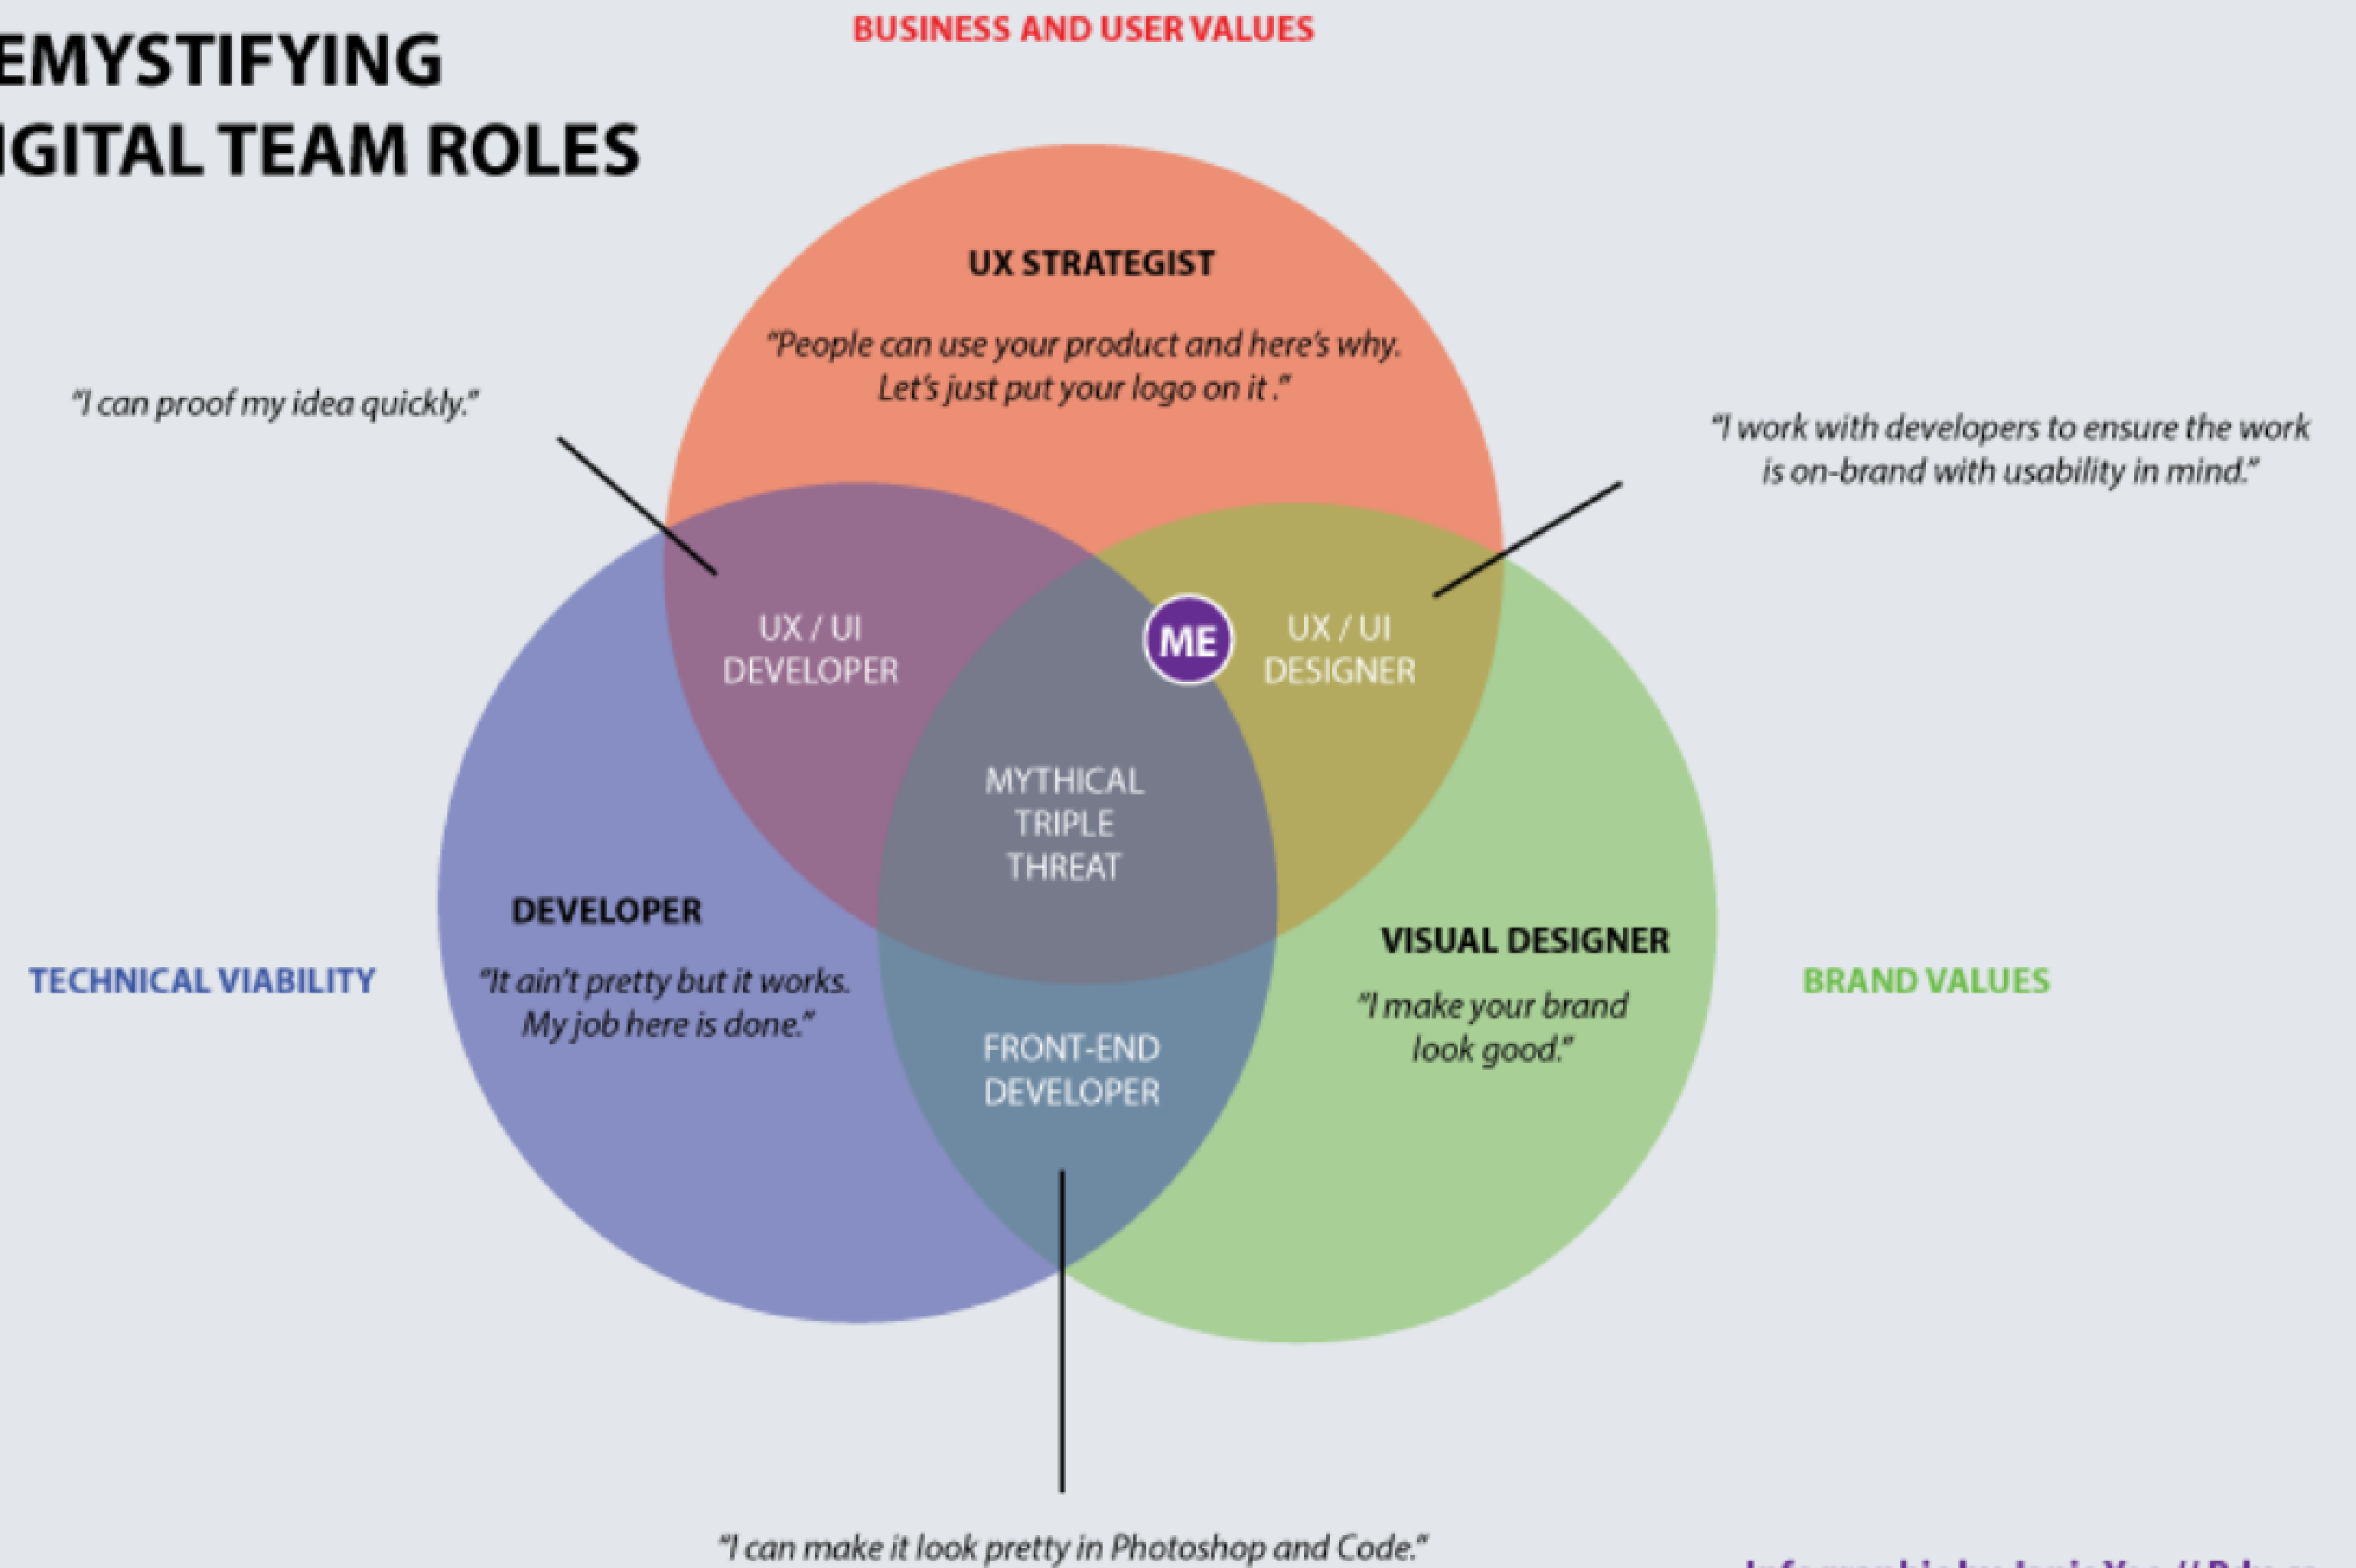 BUSINESS AND USER VALUES
EMYSTIFYING
IGITAL TEAM ROLES
UX STRATEGIST
“People can use your product and here’s why.
Let’s just put your logo on it .”
“I can proof my idea quickly.”
“I work with developers to ensure the work
is on-brand with usability in mind.”
UX / UI
DEVELOPER
ME
UX / UI
DESIGNER
MYTHICAL
TRIPLE
THREAT
DEVELOPER
“It ain’t pretty but it works.
My job here is done.”
VISUAL DESIGNER
“I make your brand
look good.”
TECHNICAL VIABILITY
BRAND VALUES
FRONT-END
DEVELOPER
“I can make it look pretty in Photoshop and Code.”
Infographic by